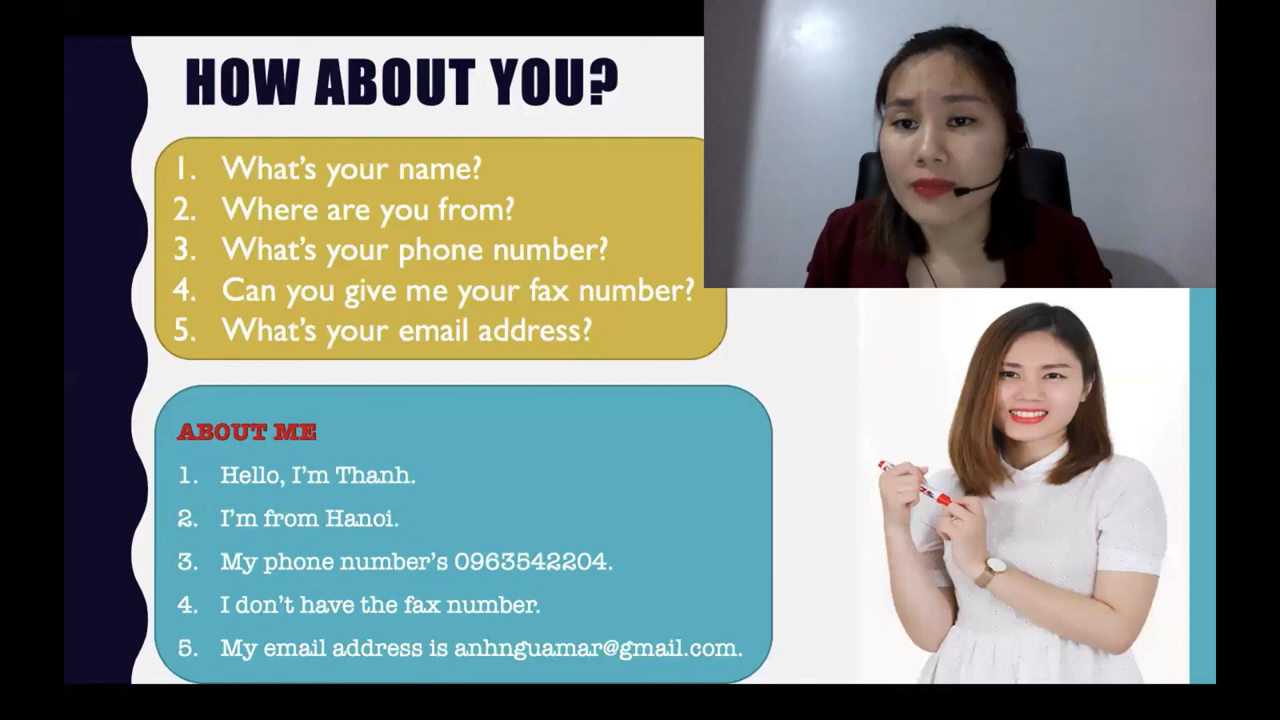 HOW ABOUT YOU?
1. What's your name?
2. Where are you from?
3. What's your phone number?
4. Can you give me your fax number?
5. What's your email address?
ABOUT ME
1. Hello, I'm Thanh.
2. I'm from Hanoi.
3. My phone number's 0963542204.
4. I don't have the fax number.
5. My email address is anhnguamar@gmail.com.